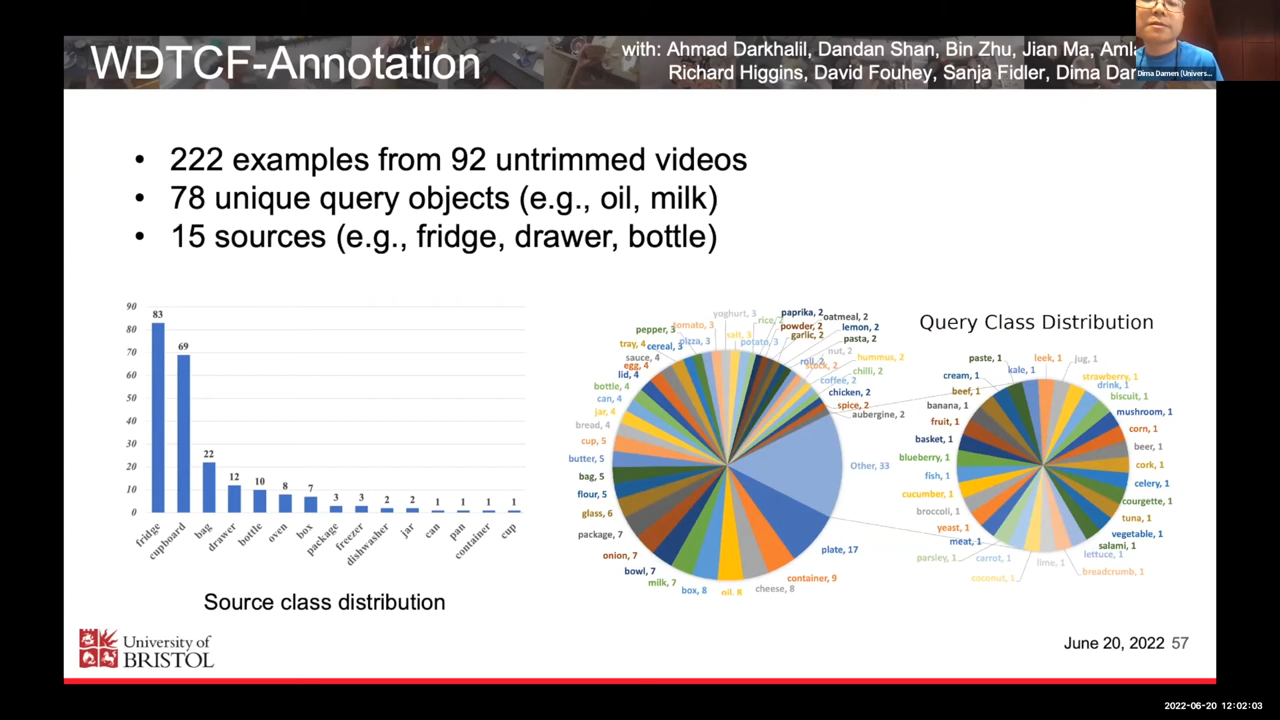 WDTCF-Annotation
with: Ahmad Darkhalil, Dandan Shan, Bin Zhu, Jian Ma,
Richard Higgins, David Fouhey, Sanja Fidler, Dima
Dima Damen (Univers...
• 222 examples from 92 untrimmed videos
• 78 unique query objects (e.g., oil, milk)
• 15 sources (e.g., fridge, drawer, bottle)
90
80
70
60
50
40
30
20
10
0
83
69
22
12
10
8
7
3
3
2
2
1
1
1
1
fridge
cupboard
bag
drawer
bottle
oven
box
package
freezer
dishwasher
jar
can
pan
container
cup
Source class distribution
yoghurt, 3
salt, 3
rice, 2
potato, 3
paprika, 2
powder, 2
garlic, 2
oatmeal, 2
lemon, 2
pasta, 2
nut, 2
roll, 2
stock, 2
hummus, 2
chilli, 2
coffee, 2
chicken, 2
spice, 2
aubergine, 2
Other, 33
plate, 17
container, 9
cheese, 8
oil, 8
box, 8
milk, 7
bowl, 7
onion, 7
package, 7
glass, 6
flour, 5
bag, 5
butter, 5
cup, 5
bread, 4
jar, 4
can, 4
bottle, 4
lid, 4
egg, 4
sauce, 4
tray, 4
cereal, 3
pepper, 3
pizza, 3
tomato, 3
Query Class Distribution
leek, 1
jug, 1
strawberry, 1
drink, 1
biscuit, 1
mushroom, 1
corn, 1
beer, 1
cork, 1
celery, 1
courgette, 1
tuna, 1
vegetable, 1
salami, 1
lettuce, 1
breadcrumb, 1
lime, 1
coconut, 1
carrot, 1
parsley, 1
meat, 1
yeast, 1
broccoli, 1
cucumber, 1
fish, 1
blueberry, 1
basket, 1
fruit, 1
banana, 1
beef, 1
cream, 1
paste, 1
kale, 1
University of
BRISTOL
June 20, 2022 57
2022-06-20 12:02:03